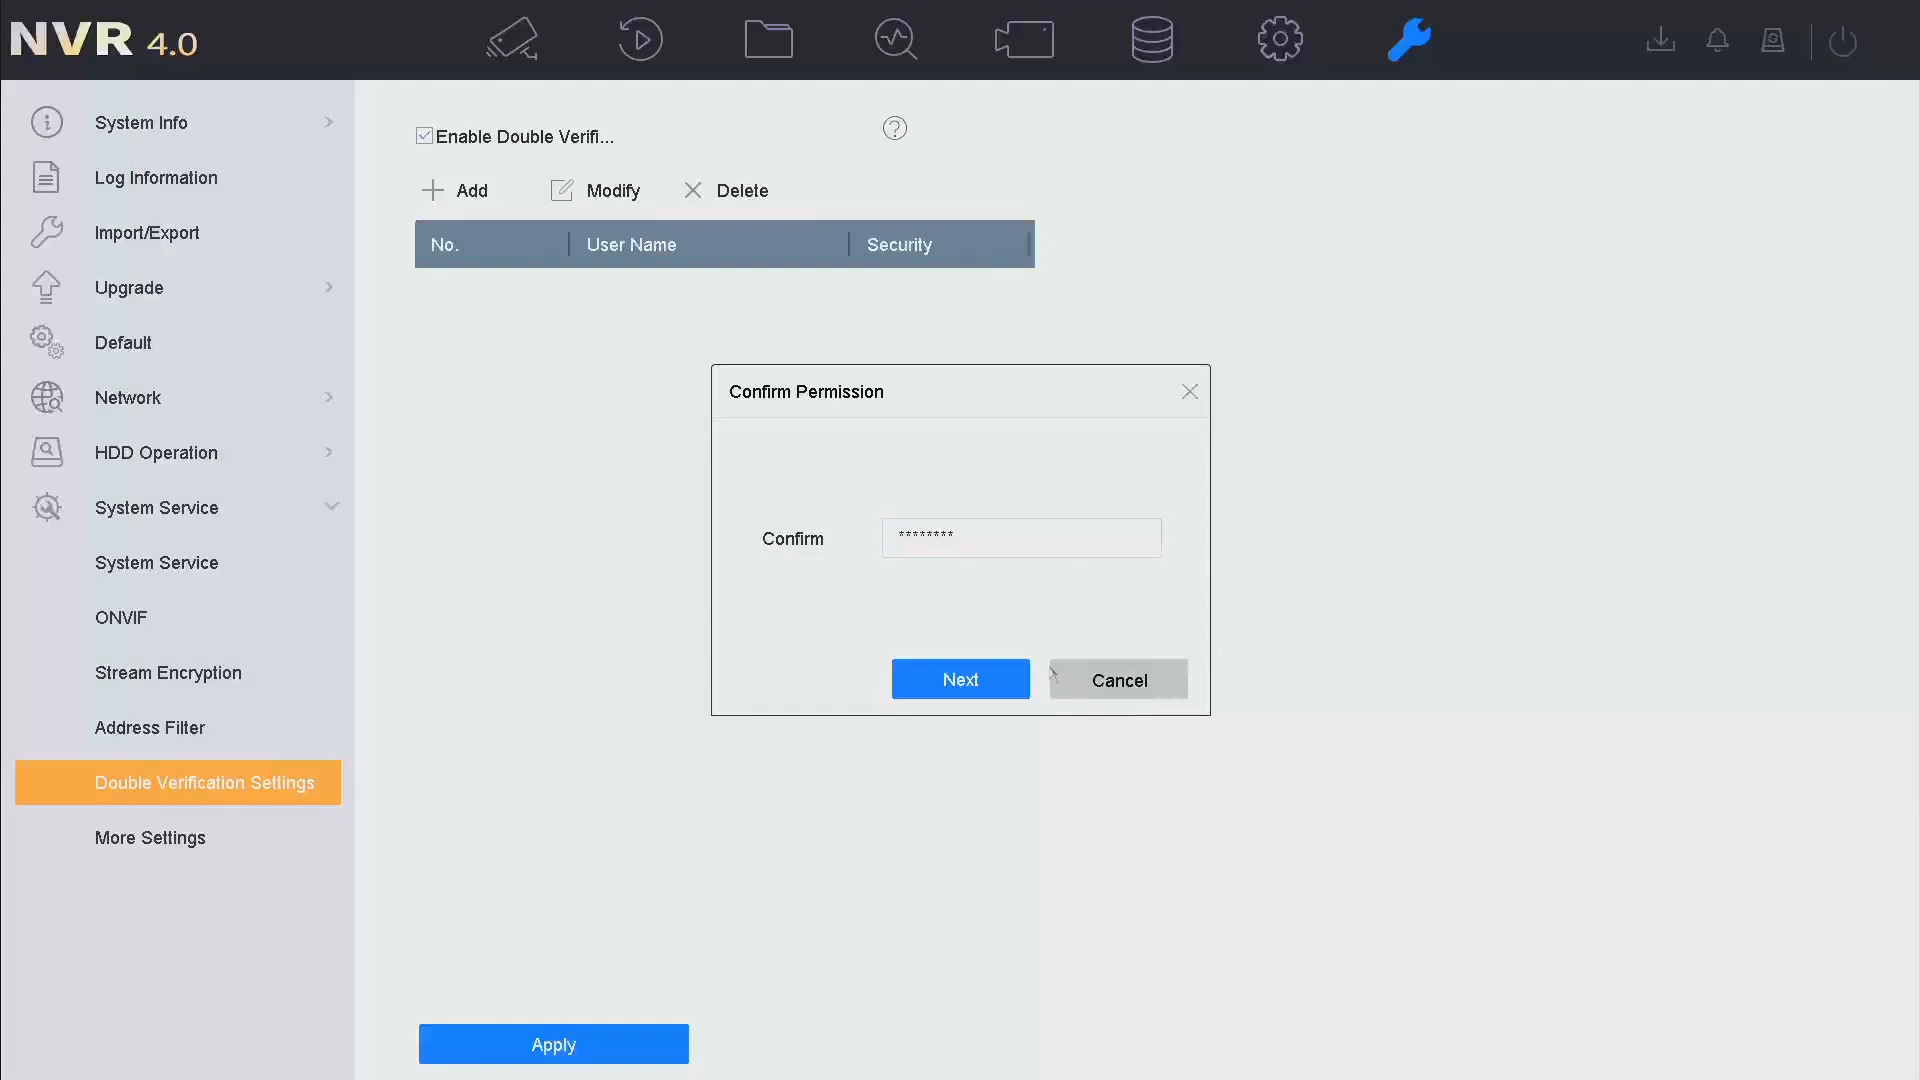 NVR 4.0
System Info
Log Information
Import/Export
Upgrade
Default
Network
HDD Operation
System Service
System Service
ONVIF
Stream Encryption
Address Filter
Double Verification Settings
More Settings
Enable Double Verifi...
Add Modify Delete
No. User Name Security
Confirm Permission
Confirm ********
Next Cancel
Apply